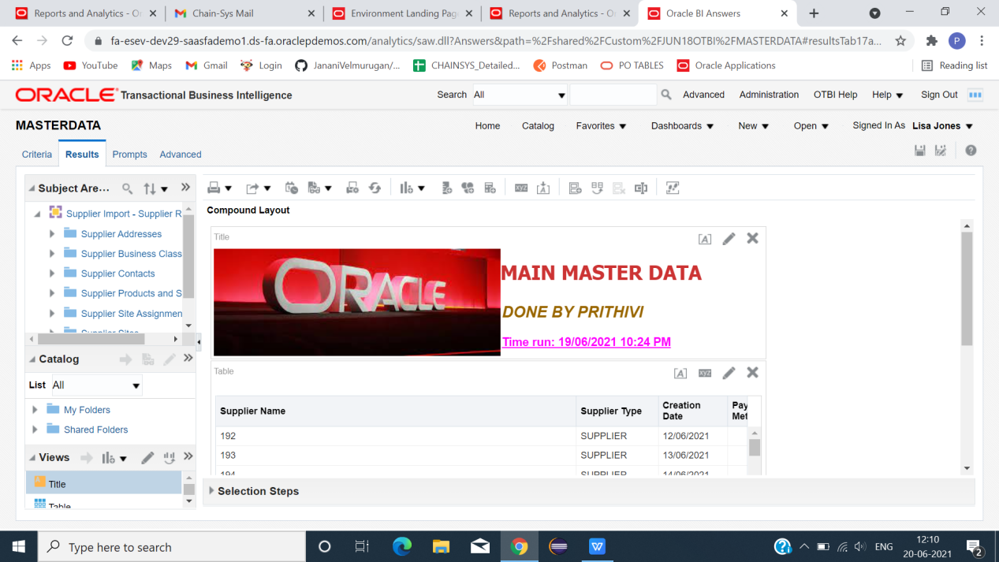 Reports and Analytics - Or
Chain-Sys Mail
Environment Landing Page
Reports and Analytics - Or
Oracle BI Answers
fa-esev-dev29-saasfademo1.ds-fa.oraclepdemos.com/analytics/saw.dll?Answers&path=%2Fshared%2FCustom%2FJUN18OTBI%2FMASTERDATA#resultsTab17a...
P
Apps
YouTube
Maps
Gmail
Login
JananiVelmurugan/...
CHAINSYS_Detailed...
Postman
PO TABLES
Oracle Applications
Reading list
ORACLE Transactional Business Intelligence
Search All
Advanced
Administration
OTBI Help
Help
Sign Out
MASTERDATA
Home
Catalog
Favorites
Dashboards
New
Open
Signed In As Lisa Jones
Criteria
Results
Prompts
Advanced
Subject Are...
Supplier Import - Supplier R
Supplier Addresses
Supplier Business Class
Supplier Contacts
Supplier Products and S
Supplier Site Assignmen
Supplier Sites
Catalog
List All
My Folders
Shared Folders
Views
Title
Table
Compound Layout
Title
ORACLE
MAIN MASTER DATA
DONE BY PRITHIVI
Time run: 19/06/2021 10:24 PM
Table
xyz
Supplier Name Supplier Type Creation Date Pay Met
192 SUPPLIER 12/06/2021
193 SUPPLIER 13/06/2021
194 SUPPLIER 14/06/2021
Selection Steps
Type here to search
W
ENG
12:10
20-06-2021
2